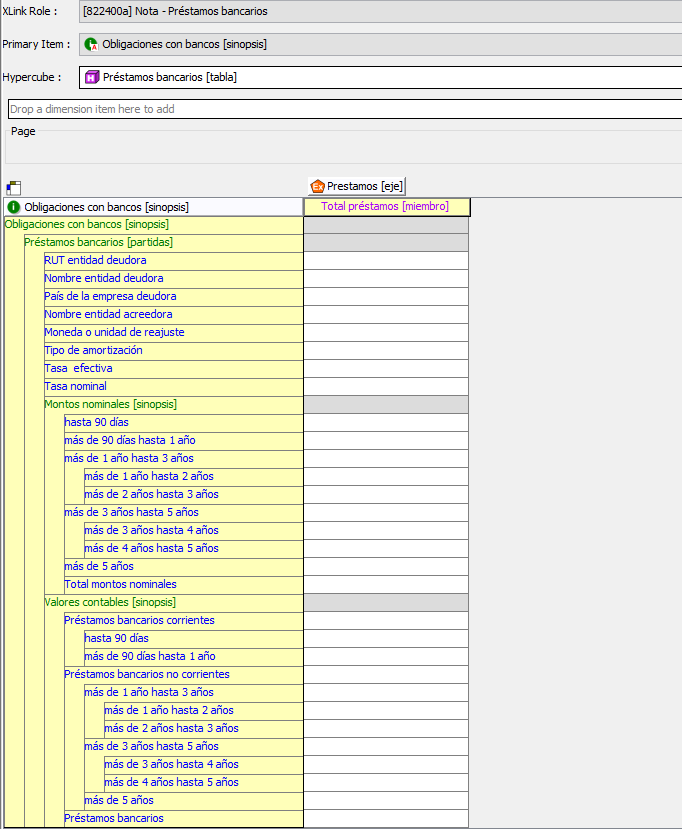 XLink Role : [822400a] Nota - Préstamos bancarios
Primary Item : Obligaciones con bancos [sinopsis]
Hypercube : H Préstamos bancarios [tabla]
Drop a dimension item here to add
Page
Ex Prestamos [eje]
Obligaciones con bancos [sinopsis] Total préstamos [miembro]
Obligaciones con bancos [sinopsis]
Préstamos bancarios [partidas]
RUT entidad deudora
Nombre entidad deudora
País de la empresa deudora
Nombre entidad acreedora
Moneda o unidad de reajuste
Tipo de amortización
Tasa efectiva
Tasa nominal
Montos nominales [sinopsis]
hasta 90 días
más de 90 días hasta 1 año
más de 1 año hasta 3 años
más de 1 año hasta 2 años
más de 2 años hasta 3 años
más de 3 años hasta 5 años
más de 3 años hasta 4 años
más de 4 años hasta 5 años
más de 5 años
Total montos nominales
Valores contables [sinopsis]
Préstamos bancarios corrientes
hasta 90 días
más de 90 días hasta 1 año
Préstamos bancarios no corrientes
más de 1 año hasta 3 años
más de 1 año hasta 2 años
más de 2 años hasta 3 años
más de 3 años hasta 5 años
más de 3 años hasta 4 años
más de 4 años hasta 5 años
más de 5 años
Préstamos bancarios